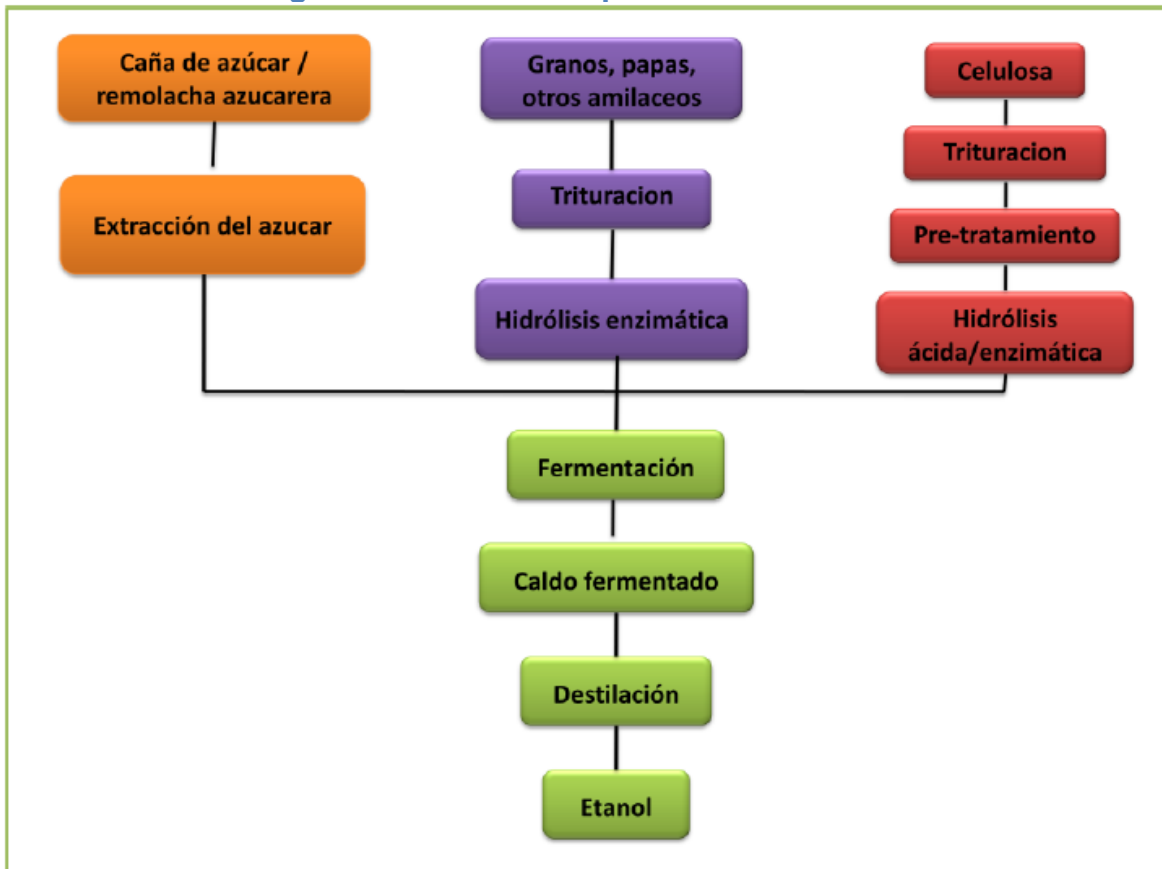 Caña de azúcar /
remolacha azucarera
Extracción del azucar
Granos, papas,
otros amilaceos
Trituracion
Hidrólisis enzimática
Celulosa
Trituracion
Pre-tratamiento
Hidrólisis
ácida/enzimática
Fermentación
Caldo fermentado
Destilación
Etanol